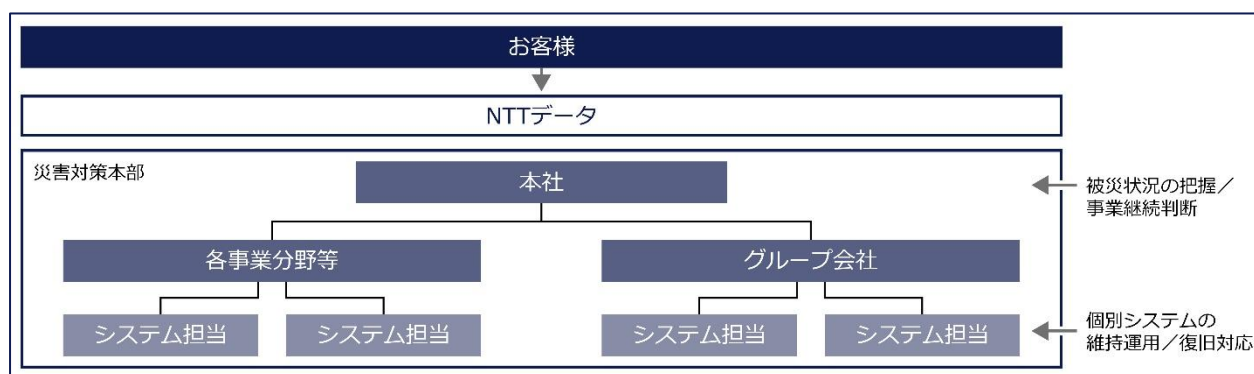 お客様
NTTデータ
災害対策本部
本社
被災状況の把握／
事業継続判断
各事業分野等
グループ会社
システム担当
システム担当
システム担当
システム担当
個別システムの
維持運用／復旧対応